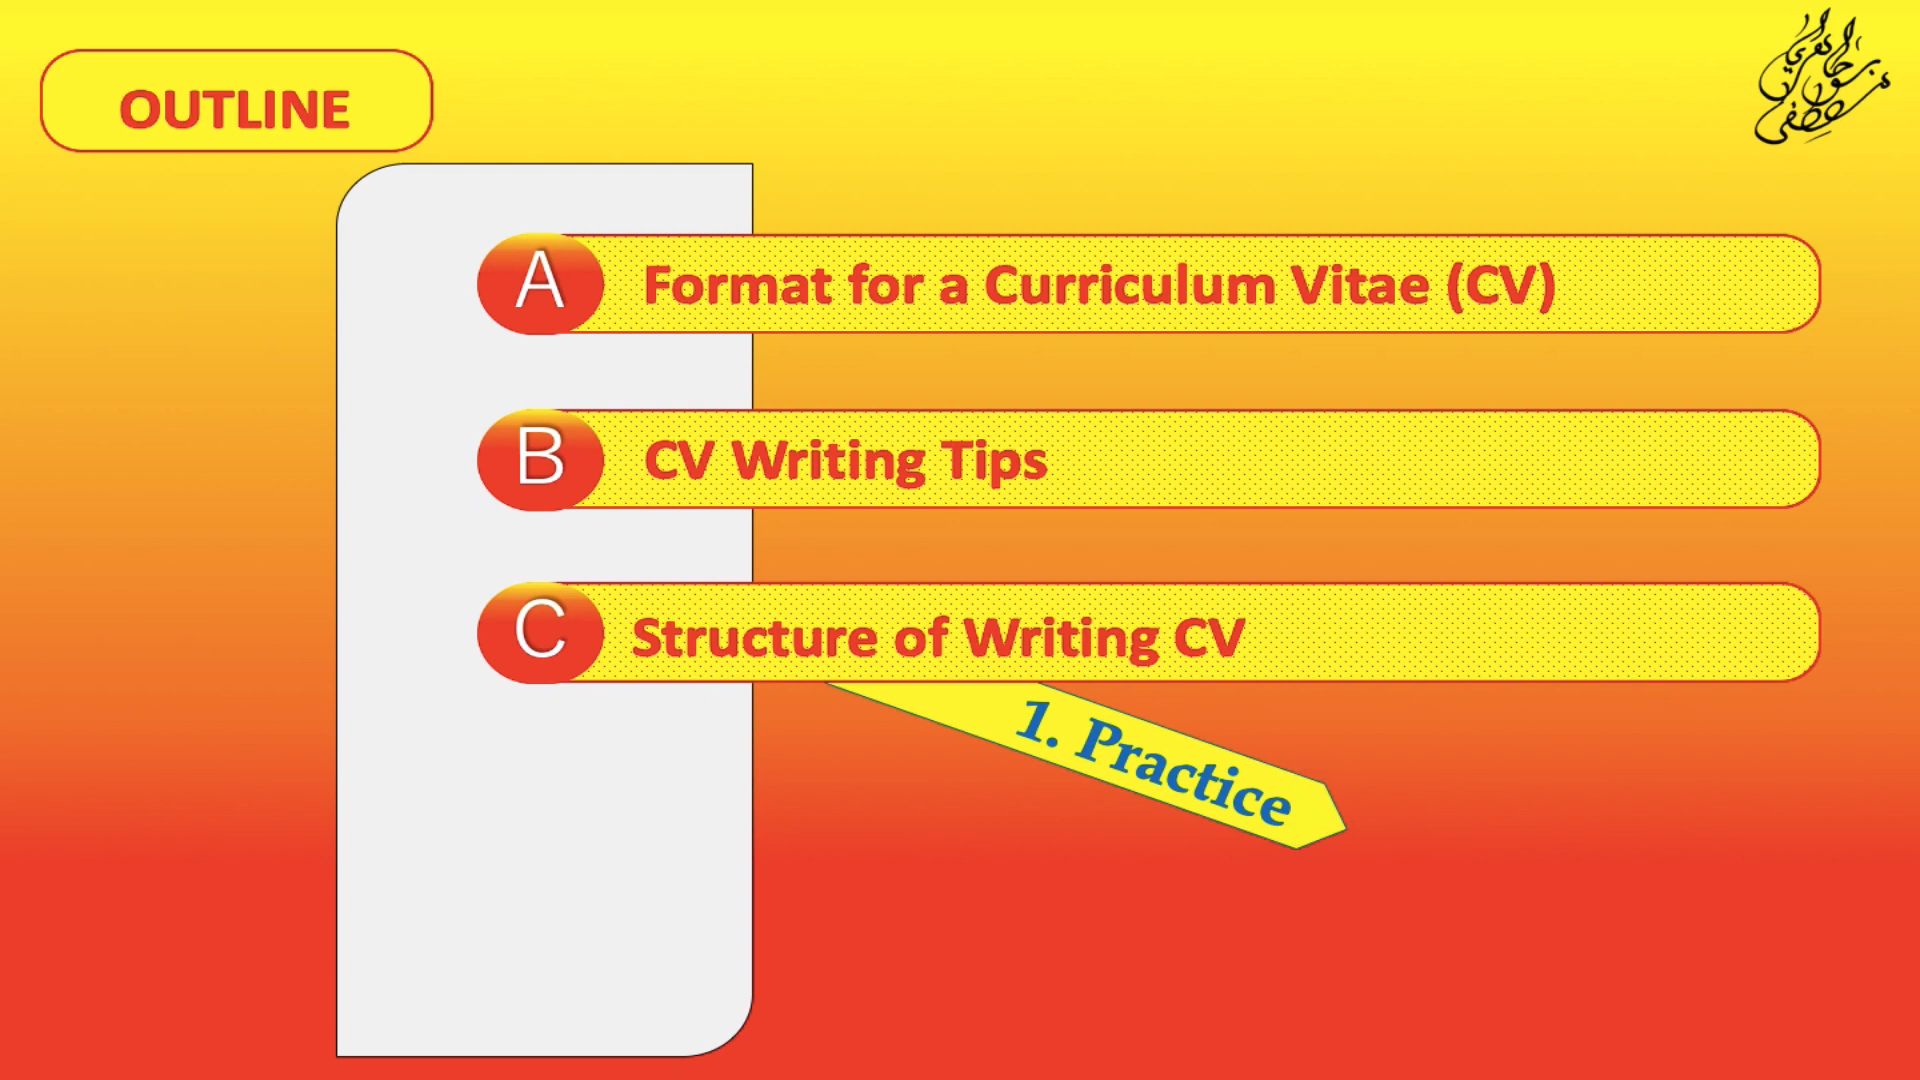 OUTLINE
A
Format for a Curriculum Vitae (CV)
B
CV Writing Tips
C
Structure of Writing CV
1. Practice